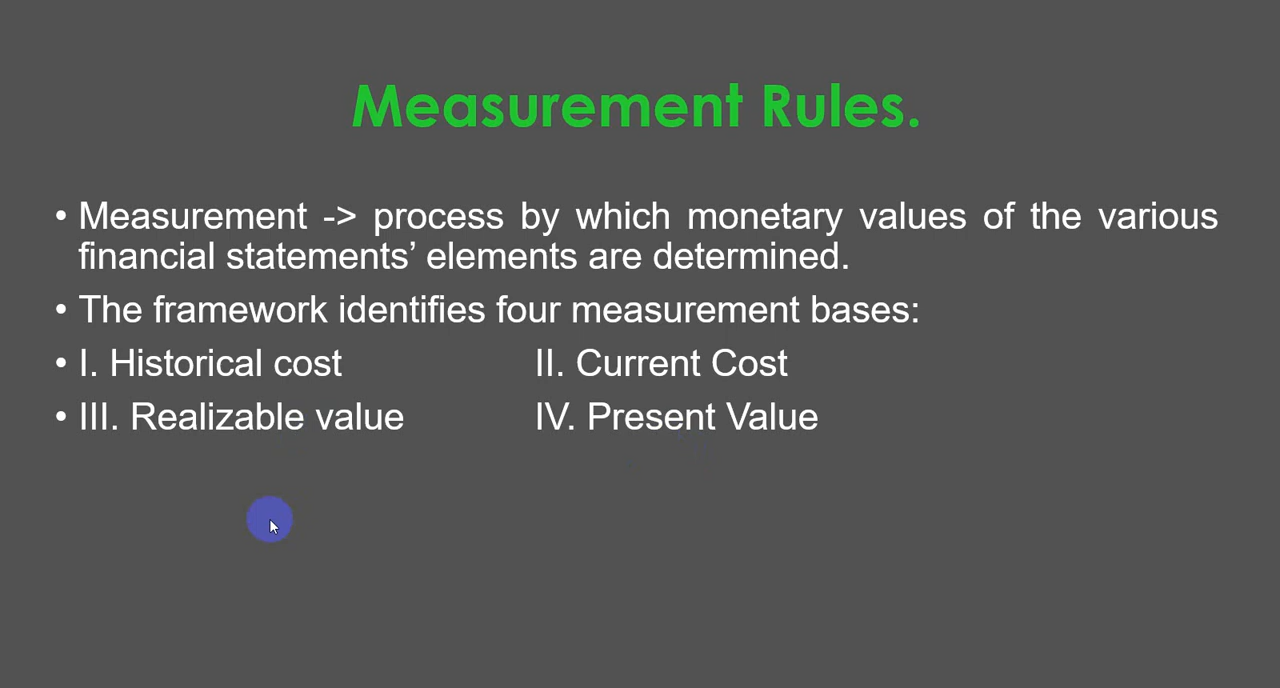 Measurement Rules.
• Measurement -> process by which monetary values of the various
financial statements’ elements are determined.
• The framework identifies four measurement bases:
• I. Historical cost II. Current Cost
• III. Realizable value IV. Present Value